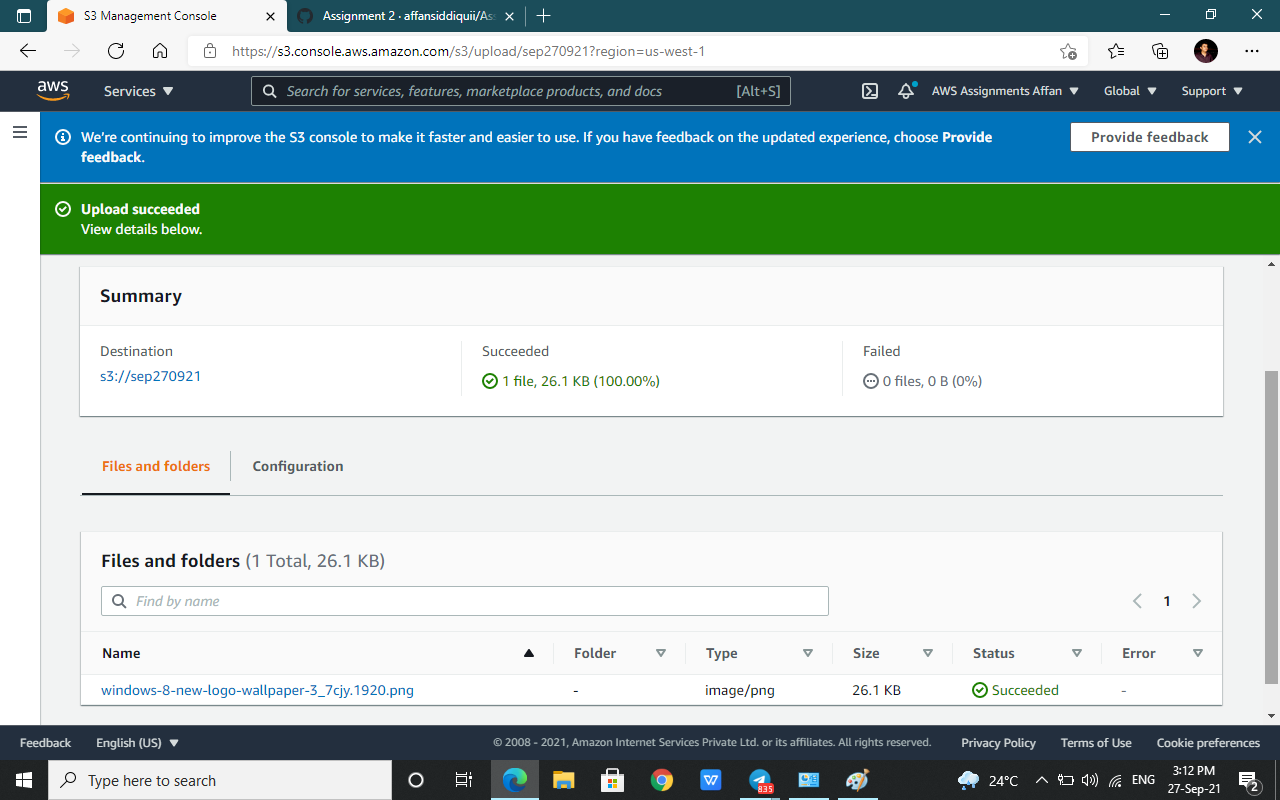 S3 Management Console
Assignment 2 · affansiddiquii/Ass
https://s3.console.aws.amazon.com/s3/upload/sep270921?region=us-west-1
aws
Services
Search for services, features, marketplace products, and docs
[Alt+S]
AWS Assignments Affan
Global
Support
We're continuing to improve the S3 console to make it faster and easier to use. If you have feedback on the updated experience, choose Provide
feedback.
Provide feedback
Upload succeeded
View details below.
Summary
Destination
s3://sep270921
Succeeded
1 file, 26.1 KB (100.00%)
Failed
0 files, 0 B (0%)
Files and folders
Configuration
Files and folders (1 Total, 26.1 KB)
Find by name
1
Name Folder Type Size Status Error
windows-8-new-logo-wallpaper-3_7cjy.1920.png - image/png 26.1 KB Succeeded -
Feedback
English (US)
© 2008 - 2021, Amazon Internet Services Private Ltd. or its affiliates. All rights reserved.
Privacy Policy
Terms of Use
Cookie preferences
Type here to search
835
24°C
ENG
3:12 PM
27-Sep-21
2